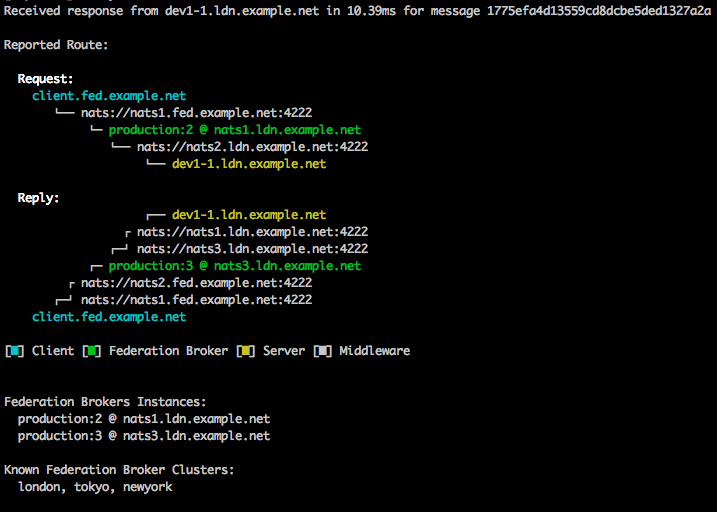 Received response from dev1-1.ldn.example.net in 10.39ms for message 1775efa4d13559cd8dcbe5ded1327a2a
Reported Route:
Request:
client.fed.example.net
└── nats://nats1.fed.example.net:4222
└─ production:2 @ nats1.ldn.example.net
└── nats://nats2.ldn.example.net:4222
└── dev1-1.ldn.example.net
Reply:
┌── dev1-1.ldn.example.net
┌ nats://nats1.ldn.example.net:4222
┌─┘ nats://nats3.ldn.example.net:4222
┌─ production:3 @ nats3.ldn.example.net
┌ nats://nats2.fed.example.net:4222
┌─┘ nats://nats1.fed.example.net:4222
client.fed.example.net
[■] Client [■] Federation Broker [■] Server [■] Middleware
Federation Brokers Instances:
production:2 @ nats1.ldn.example.net
production:3 @ nats3.ldn.example.net
Known Federation Broker Clusters:
london, tokyo, newyork